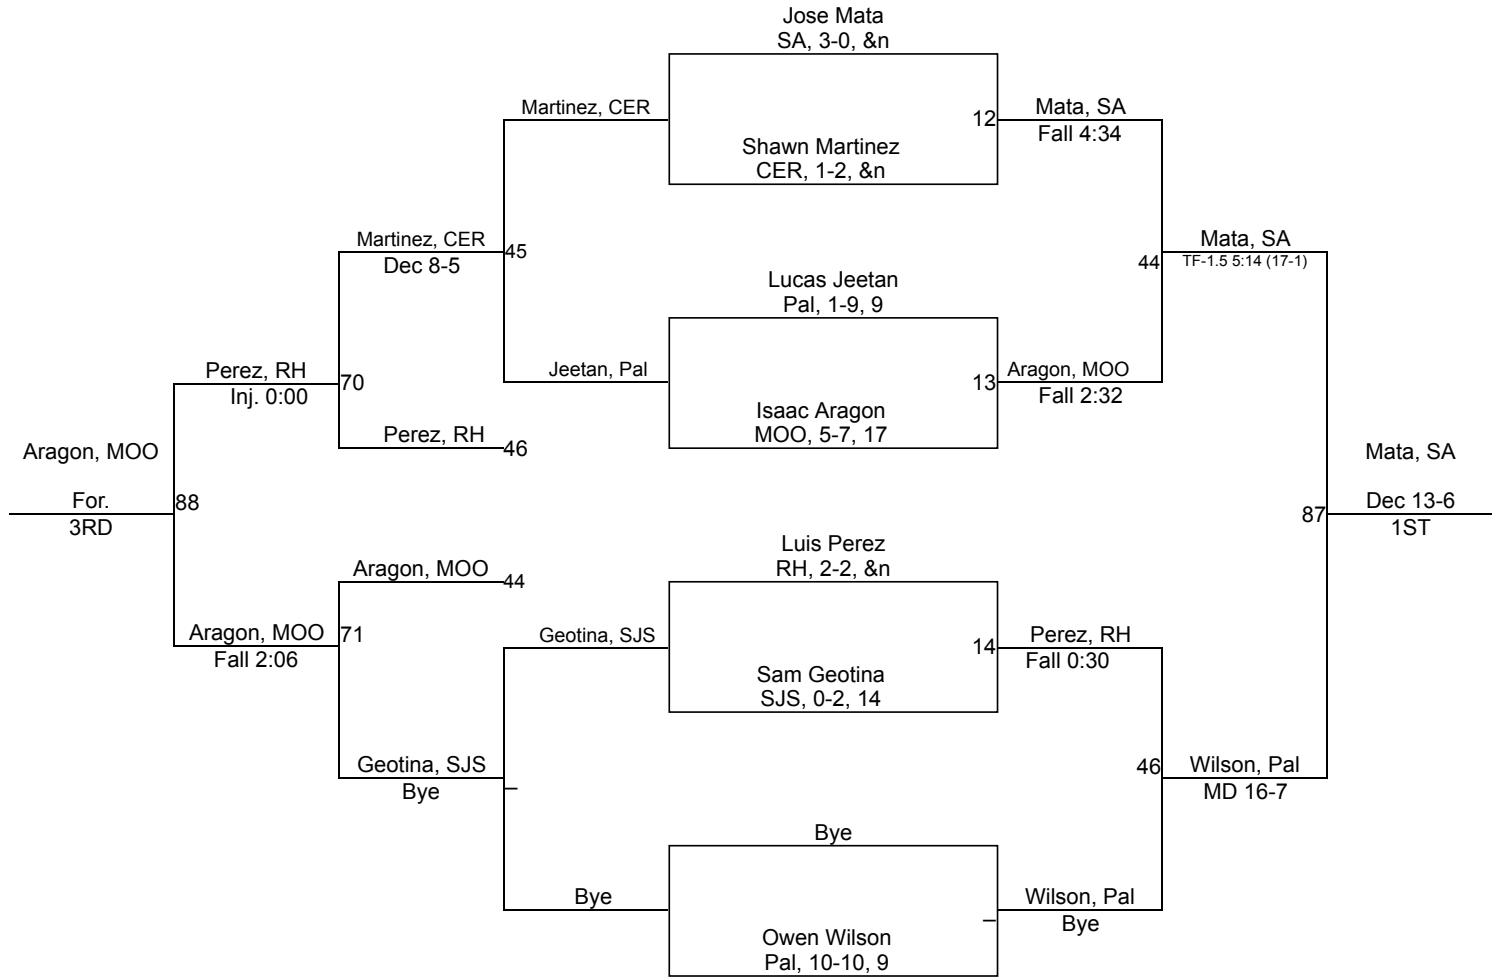 Jose Mata
SA, 3-0, &n
Martinez, CER
12
Mata, SA
Fall 4:34
Shawn Martinez
CER, 1-2, &n
Martinez, CER
Dec 8-5
45
44
Mata, SA
TF-1.5 5:14 (17-1)
Lucas Jeetan
Pal, 1-9, 9
Perez, RH
Inj. 0:00
70
Jeetan, Pal
13
Aragon, MOO
Fall 2:32
Isaac Aragon
MOO, 5-7, 17
Perez, RH
46
Aragon, MOO
For.
3RD
88
Mata, SA
87
Dec 13-6
1ST
Luis Perez
RH, 2-2, &n
Aragon, MOO
44
Aragon, MOO
Fall 2:06
71
Geotina, SJS
14
Perez, RH
Fall 0:30
Sam Geotina
SJS, 0-2, 14
Geotina, SJS
Bye
–
46
Wilson, Pal
MD 16-7
Bye
Bye
–
Wilson, Pal
Bye
Owen Wilson
Pal, 10-10, 9